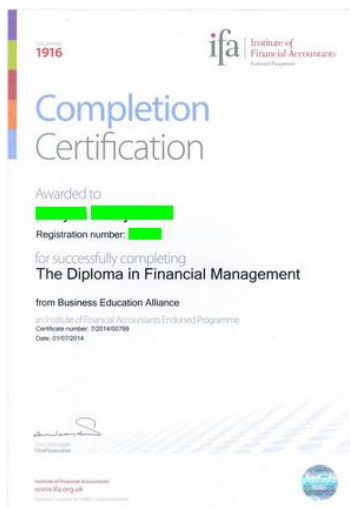 Established
1916
ifa
Institute of
Financial Accountants
Endorsed Programme
Completion
Certification
Awarded to
Registration number:
for successfully completing
The Diploma in Financial Management
from Business Education Alliance
an Institute of Financial Accountants Endorsed Programme
Certificate number: 7/2014/00799
Date: 01/07/2014
Chief Executive
Institute of Financial Accountants
www.ifa.org.uk